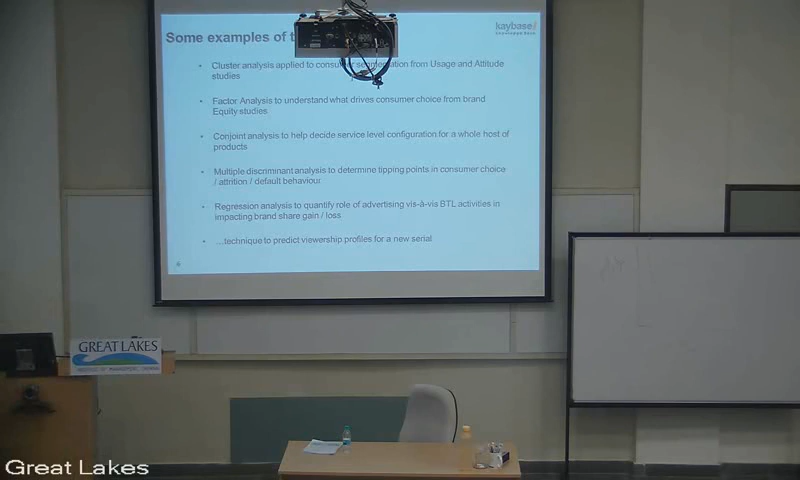 kaybase
Some examples of t
• Cluster analysis applied to consumer segmentation from Usage and Attitude
studies
• Factor Analysis to understand what drives consumer choice from brand
Equity studies
• Conjoint analysis to help decide service level configuration for a whole host of
products
• Multiple discriminant analysis to determine tipping points in consumer choice
/ attrition / default behaviour
• Regression analysis to quantify role of advertising vis-à-vis BTL activities in
impacting brand share gain / loss
• ...technique to predict viewership profiles for a new serial
GREAT LAKES
INSTITUTE OF MANAGEMENT, CHENNAI
Great Lakes